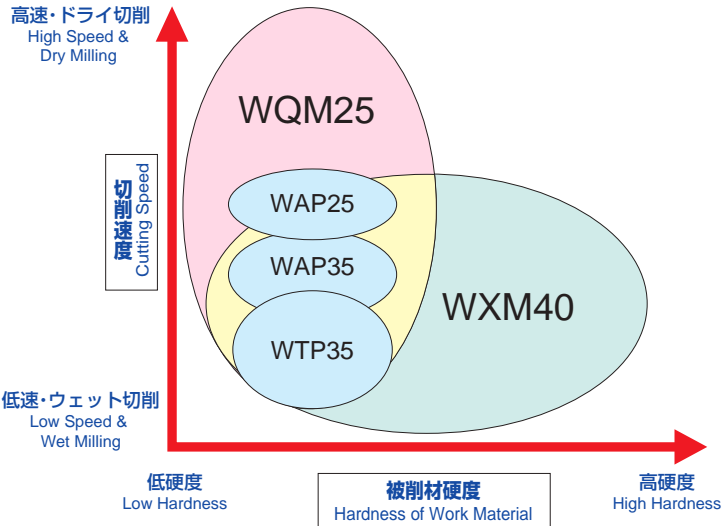 高速・ドライ切削
High Speed &
Dry Milling
WQM25
切削速度
Cutting Speed
WAP25
WAP35
WXM40
WTP35
低速・ウェット切削
Low Speed &
Wet Milling
低硬度
Low Hardness
被削材硬度
Hardness of Work Material
高硬度
High Hardness